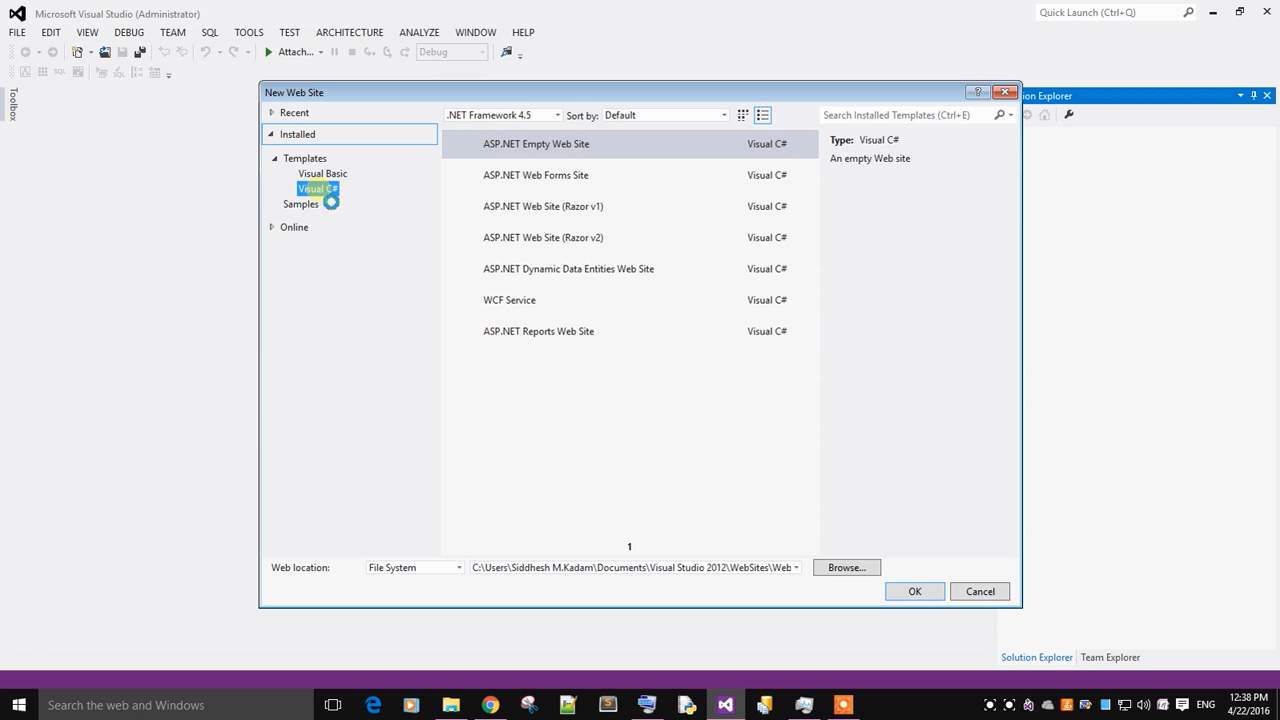 Microsoft Visual Studio (Administrator)
Quick Launch (Ctrl+Q)
FILE EDIT VIEW DEBUG TEAM SQL TOOLS TEST ARCHITECTURE ANALYZE WINDOW HELP
Attach... Debug
SQL SQL
Toolbox
New Web Site
ion Explorer
Recent
.NET Framework 4.5 Sort by: Default
Search Installed Templates (Ctrl+E)
Installed
Templates
Visual Basic
Visual C#
Samples
Online
ASP.NET Empty Web Site Visual C#
ASP.NET Web Forms Site Visual C#
ASP.NET Web Site (Razor v1) Visual C#
ASP.NET Web Site (Razor v2) Visual C#
ASP.NET Dynamic Data Entities Web Site Visual C#
WCF Service Visual C#
ASP.NET Reports Web Site Visual C#
Type: Visual C#
An empty Web site
1
Web location: File System C:\Users\Siddhesh M.Kadam\Documents\Visual Studio 2012\WebSites\Web Browse...
OK Cancel
Solution Explorer Team Explorer
Search the web and Windows
ENG
12:38 PM
4/22/2016